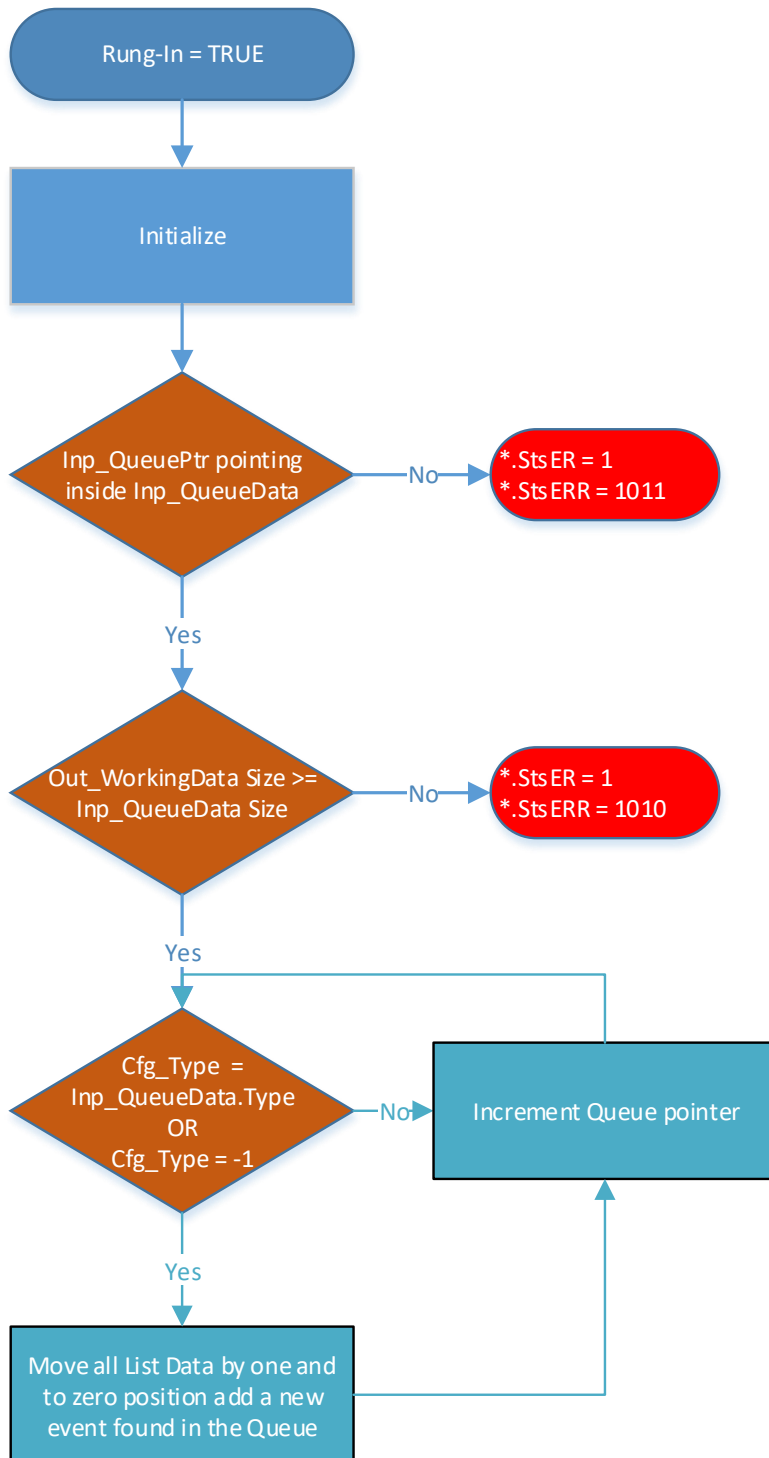 Rung-In = TRUE
Initialize
Inp_QueuePtr pointing
inside Inp_QueueData
No
*.StsER = 1
*.StsERR = 1011
Yes
Out_WorkingData Size >=
Inp_QueueData Size
No
*.StsER = 1
*.StsERR = 1010
Yes
Cfg_Type =
Inp_QueueData.Type
OR
Cfg_Type = -1
No
Increment Queue pointer
Yes
Move all List Data by one and
to zero position add a new
event found in the Queue